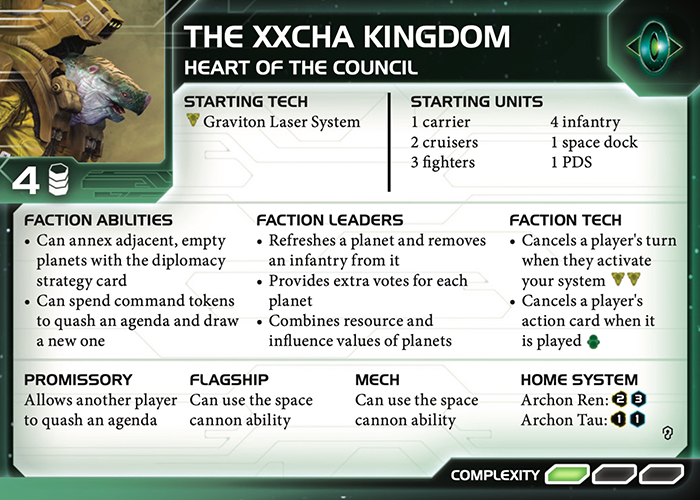 THE XXCHA KINGDOM
HEART OF THE COUNCIL
STARTING TECH
Graviton Laser System
STARTING UNITS
1 carrier
2 cruisers
3 fighters
4 infantry
1 space dock
1 PDS
4
FACTION ABILITIES
• Can annex adjacent, empty
planets with the diplomacy
strategy card
• Can spend command tokens
to quash an agenda and draw
a new one
FACTION LEADERS
• Refreshes a planet and removes
an infantry from it
• Provides extra votes for each
planet
• Combines resource and
influence values of planets
FACTION TECH
• Cancels a player's turn
when they activate
your system
• Cancels a player's
action card when it
is played
PROMISSORY
Allows another player
to quash an agenda
FLAGSHIP
Can use the space
cannon ability
MECH
Can use the space
cannon ability
HOME SYSTEM
Archon Ren: 2 3
Archon Tau: 1 1
COMPLEXITY